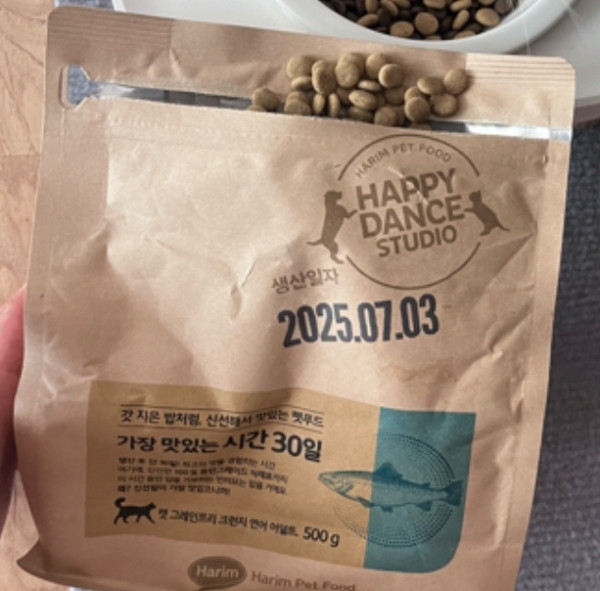 HARIM PET FOOD
HAPPY
DANCE
STUDIO
생산일자
2025.07.03
갓 지은 밥처럼, 신선해서 맛있는 펫푸드
가장 맛있는 시간 30일
캣 그레인프리 크런치 연어 어덜트, 500 g
Harim Harim Pet Food